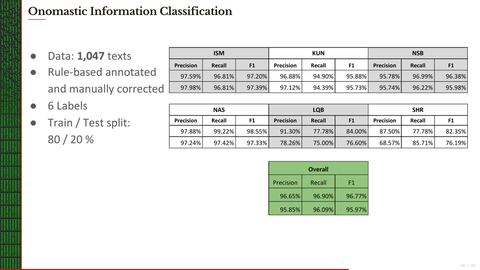 Onomastic Information Classification
● Data: 1,047 texts
● Rule-based annotated
and manually corrected
● 6 Labels
● Train / Test split:
80 / 20 %
ISM KUN NSB
Precision Recall F1 Precision Recall F1 Precision Recall F1
97.59% 96.81% 97.20% 96.88% 94.90% 95.88% 95.78% 96.99% 96.38%
97.98% 96.81% 97.39% 97.12% 94.39% 95.73% 95.74% 96.22% 95.98%
NAS LQB SHR
Precision Recall F1 Precision Recall F1 Precision Recall F1
97.88% 99.22% 98.55% 91.30% 77.78% 84.00% 87.50% 77.78% 82.35%
97.24% 97.42% 97.33% 78.26% 75.00% 76.60% 68.57% 85.71% 76.19%
Overall
Precision Recall F1
96.65% 96.90% 96.77%
95.85% 96.09% 95.97%